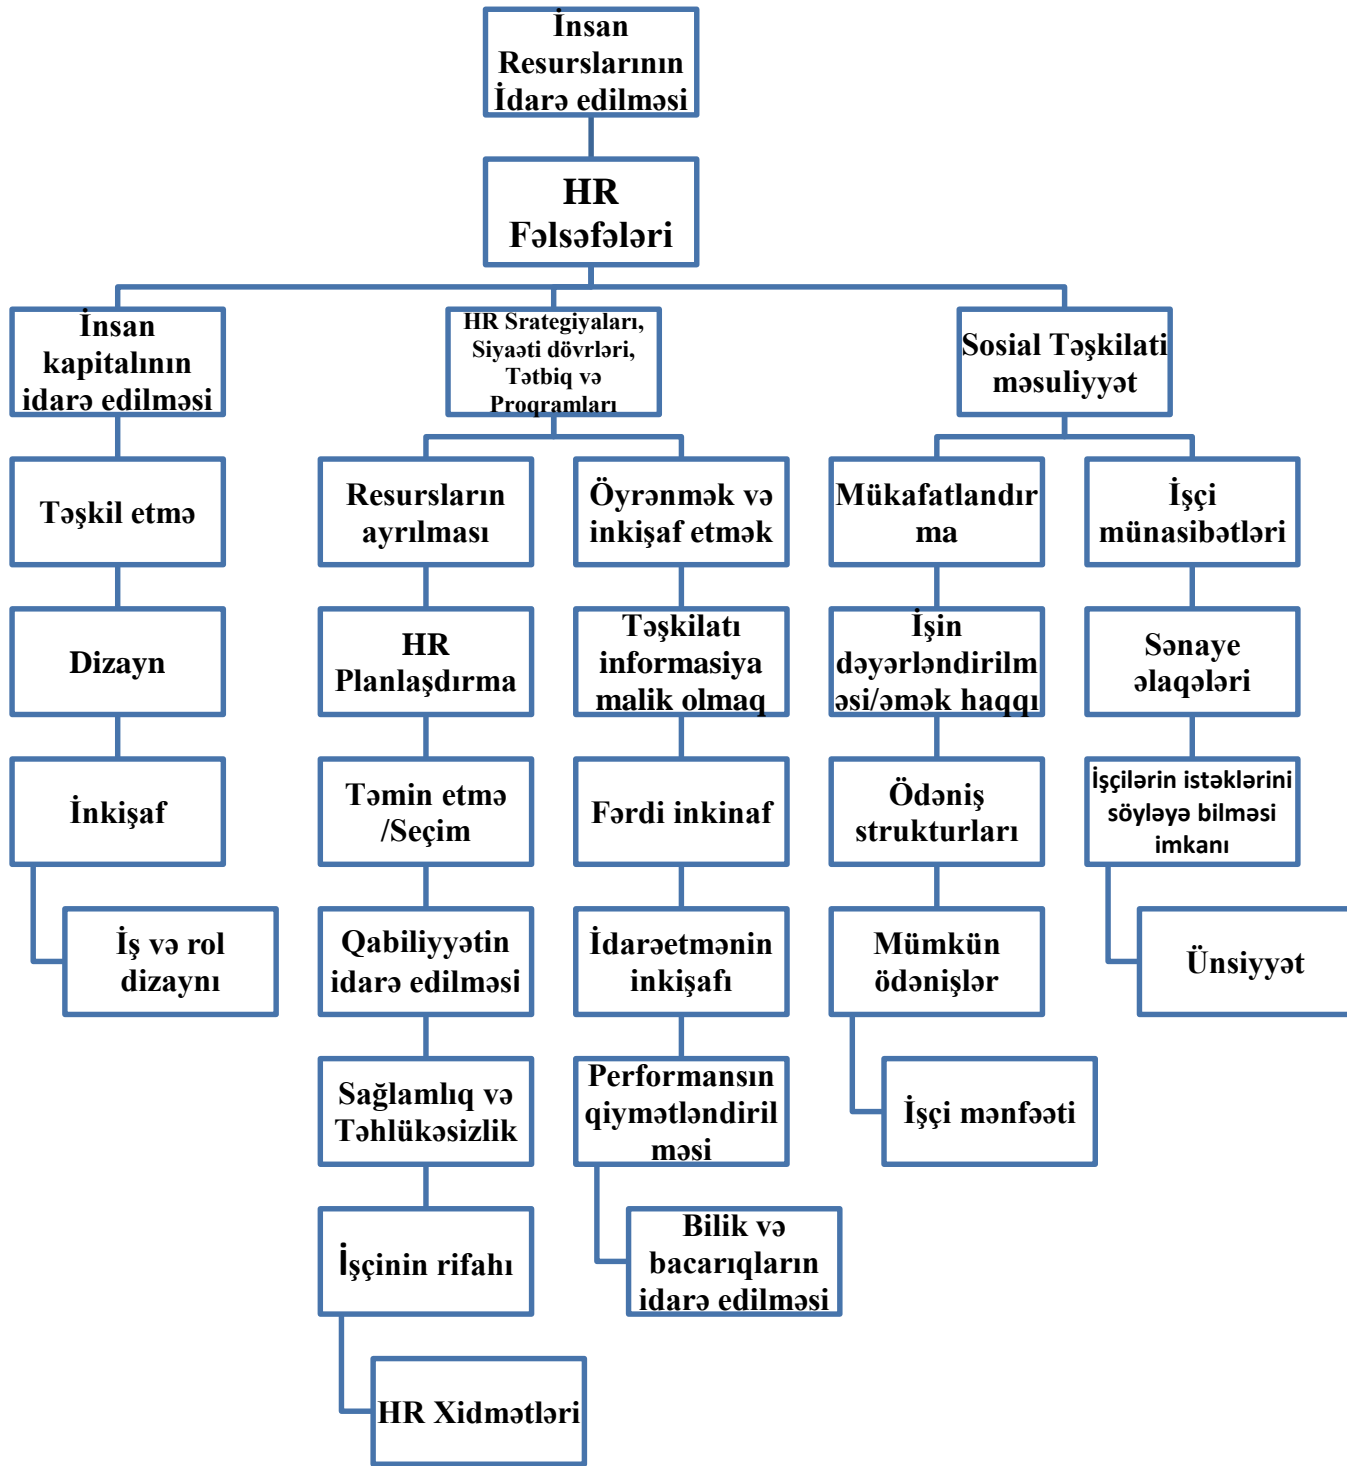 İnsan
Resurslarının
İdarə edilməsi
HR
Fəlsəfələri
İnsan
kapitalının
idarə edilməsi
HR Srategiyaları,
Siyaəti dövrləri,
Tətbiq və
Proqramları
Sosial Təşkilati
məsuliyyət
Təşkil etmə
Resursların
ayrılması
Öyrənmək və
inkişaf etmək
Mükafatlandır
ma
İşçi
münasibətləri
Dizayn
HR
Planlaşdırma
Təşkilatı
informasiya
malik olmaq
İşin
dəyərləndirilm
əsi/əmək haqqı
Sənaye
əlaqələri
İnkişaf
Təmin etmə
/Seçim
Fərdi inkinaf
Ödəniş
strukturları
İşçilərin istəklərini
söyləyə bilməsi
imkanı
İş və rol
dizaynı
Qabiliyyətin
idarə edilməsi
İdarəetmənin
inkişafı
Mümkün
ödənişlər
Ünsiyyət
Sağlamlıq və
Təhlükəsizlik
Performansın
qiymətləndiril
məsi
İşçi mənfəəti
İşçinin rifahı
Bilik və
bacarıqların
idarə edilməsi
HR Xidmətləri